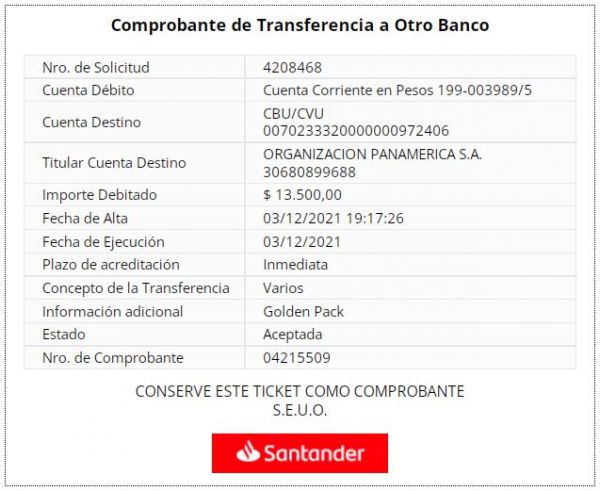 Comprobante de Transferencia a Otro Banco
Nro. de Solicitud 4208468
Cuenta Débito Cuenta Corriente en Pesos 199-003989/5
Cuenta Destino CBU/CVU
0070233320000000972406
Titular Cuenta Destino ORGANIZACION PANAMERICA S.A.
30680899688
Importe Debitado $ 13.500,00
Fecha de Alta 03/12/2021 19:17:26
Fecha de Ejecución 03/12/2021
Plazo de acreditación Inmediata
Concepto de la Transferencia Varios
Información adicional Golden Pack
Estado Aceptada
Nro. de Comprobante 04215509
CONSERVE ESTE TICKET COMO COMPROBANTE
S.E.U.O.
Santander